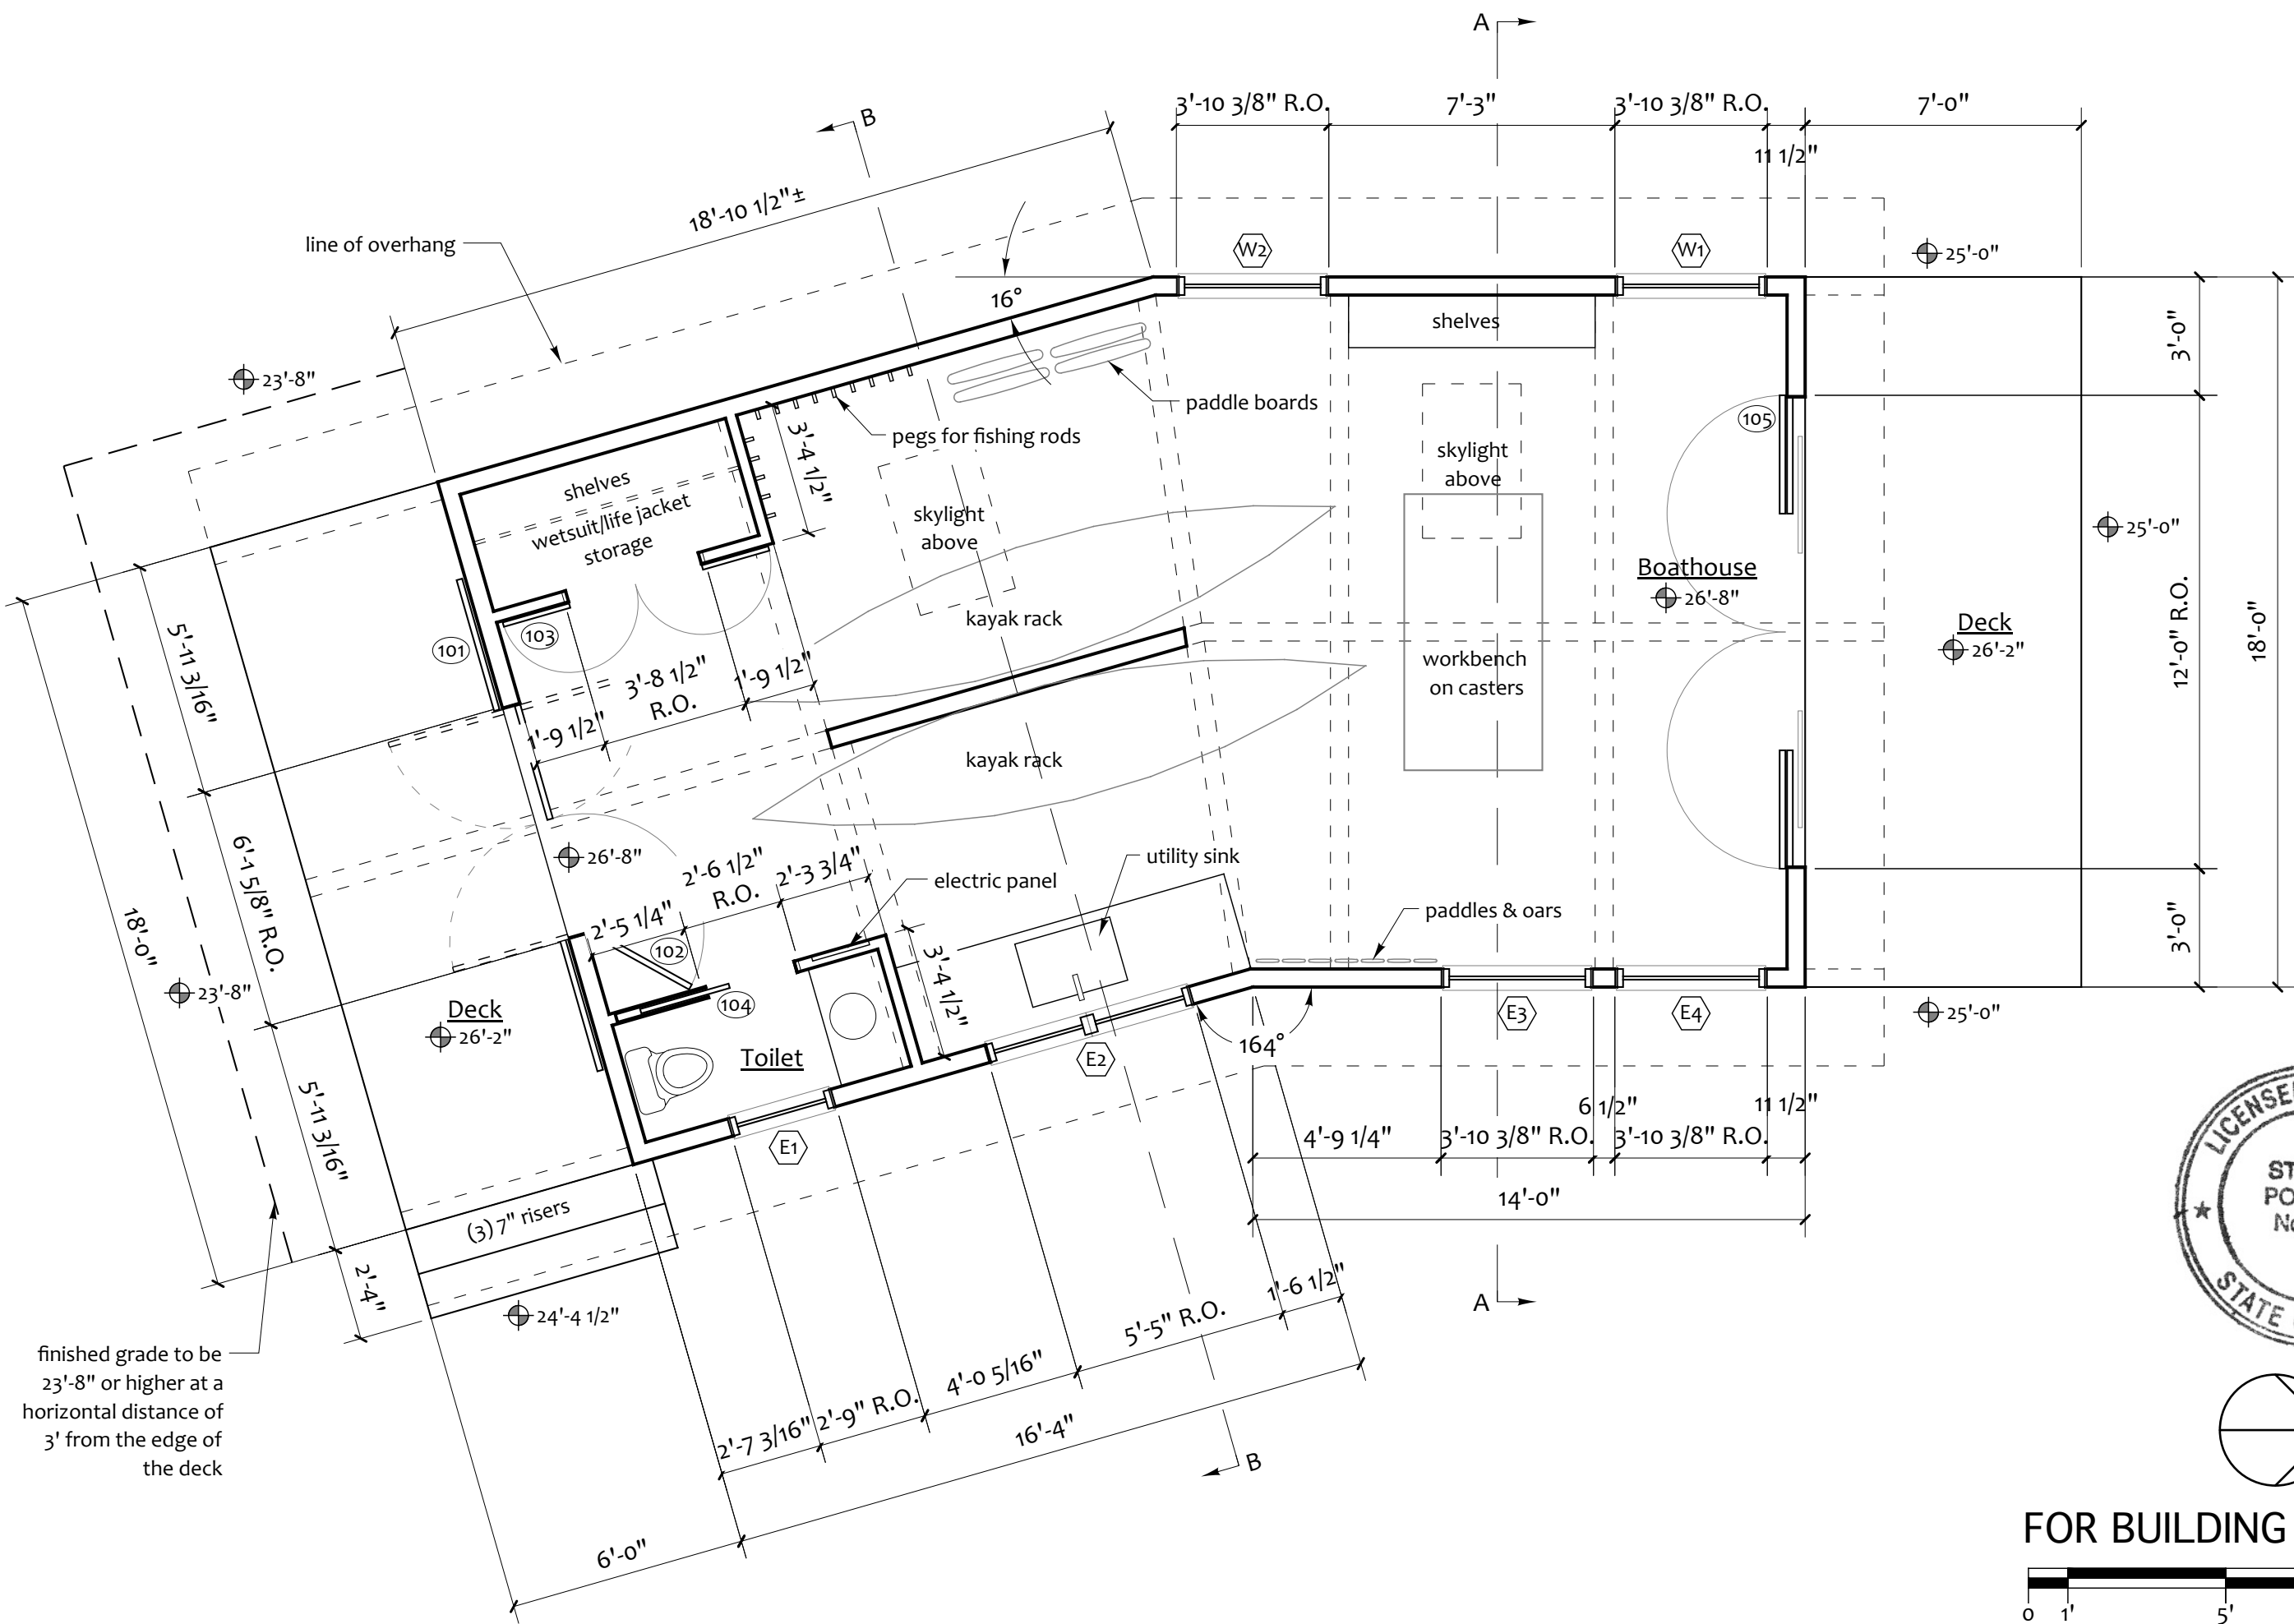 A
3'-10 3/8" R.O.
7'-3"
3'-10 3/8" R.O.
7'-0"
11 1/2"
B
18'-10 1/2"±
line of overhang
W2
W1
25'-0"
16°
23'-8"
shelves
3'-0"
paddle boards
105
pegs for fishing rods
3'-4 1/2"
skylight
above
shelves
wetsuit/life jacket
storage
skylight
above
25'-0"
Boathouse
26'-8"
kayak rack
12'-0" R.O.
18'-0"
Deck
26'-2"
103
101
5'-11 3/16"
3'-8 1/2"
R.O.
1'-9 1/2"
1'-9 1/2"
workbench
on casters
kayak rack
26'-8"
2'-6 1/2"
R.O.
2'-3 3/4"
utility sink
electric panel
6'-1 5/8" R.O.
18'-0"
2'-5 1/4"
102
paddles & oars
3'-0"
23'-8"
Deck
26'-2"
104
3'-4 1/2"
E3
E4
25'-0"
Toilet
E2
164°
5'-11 3/16"
E1
6 1/2"
11 1/2"
4'-9 1/4"
3'-10 3/8" R.O.
3'-10 3/8" R.O.
14'-0"
(3) 7" risers
2'-4"
24'-4 1/2"
A
1'-6 1/2"
5'-5" R.O.
4'-0 5/16"
2'-9" R.O.
2'-7 3/16"
16'-4"
B
6'-0"
finished grade to be
23'-8" or higher at a
horizontal distance of
3' from the edge of
the deck
STATE
FOR BUILDING
0 1' 5'